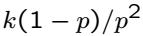 k(1 − p)/p²